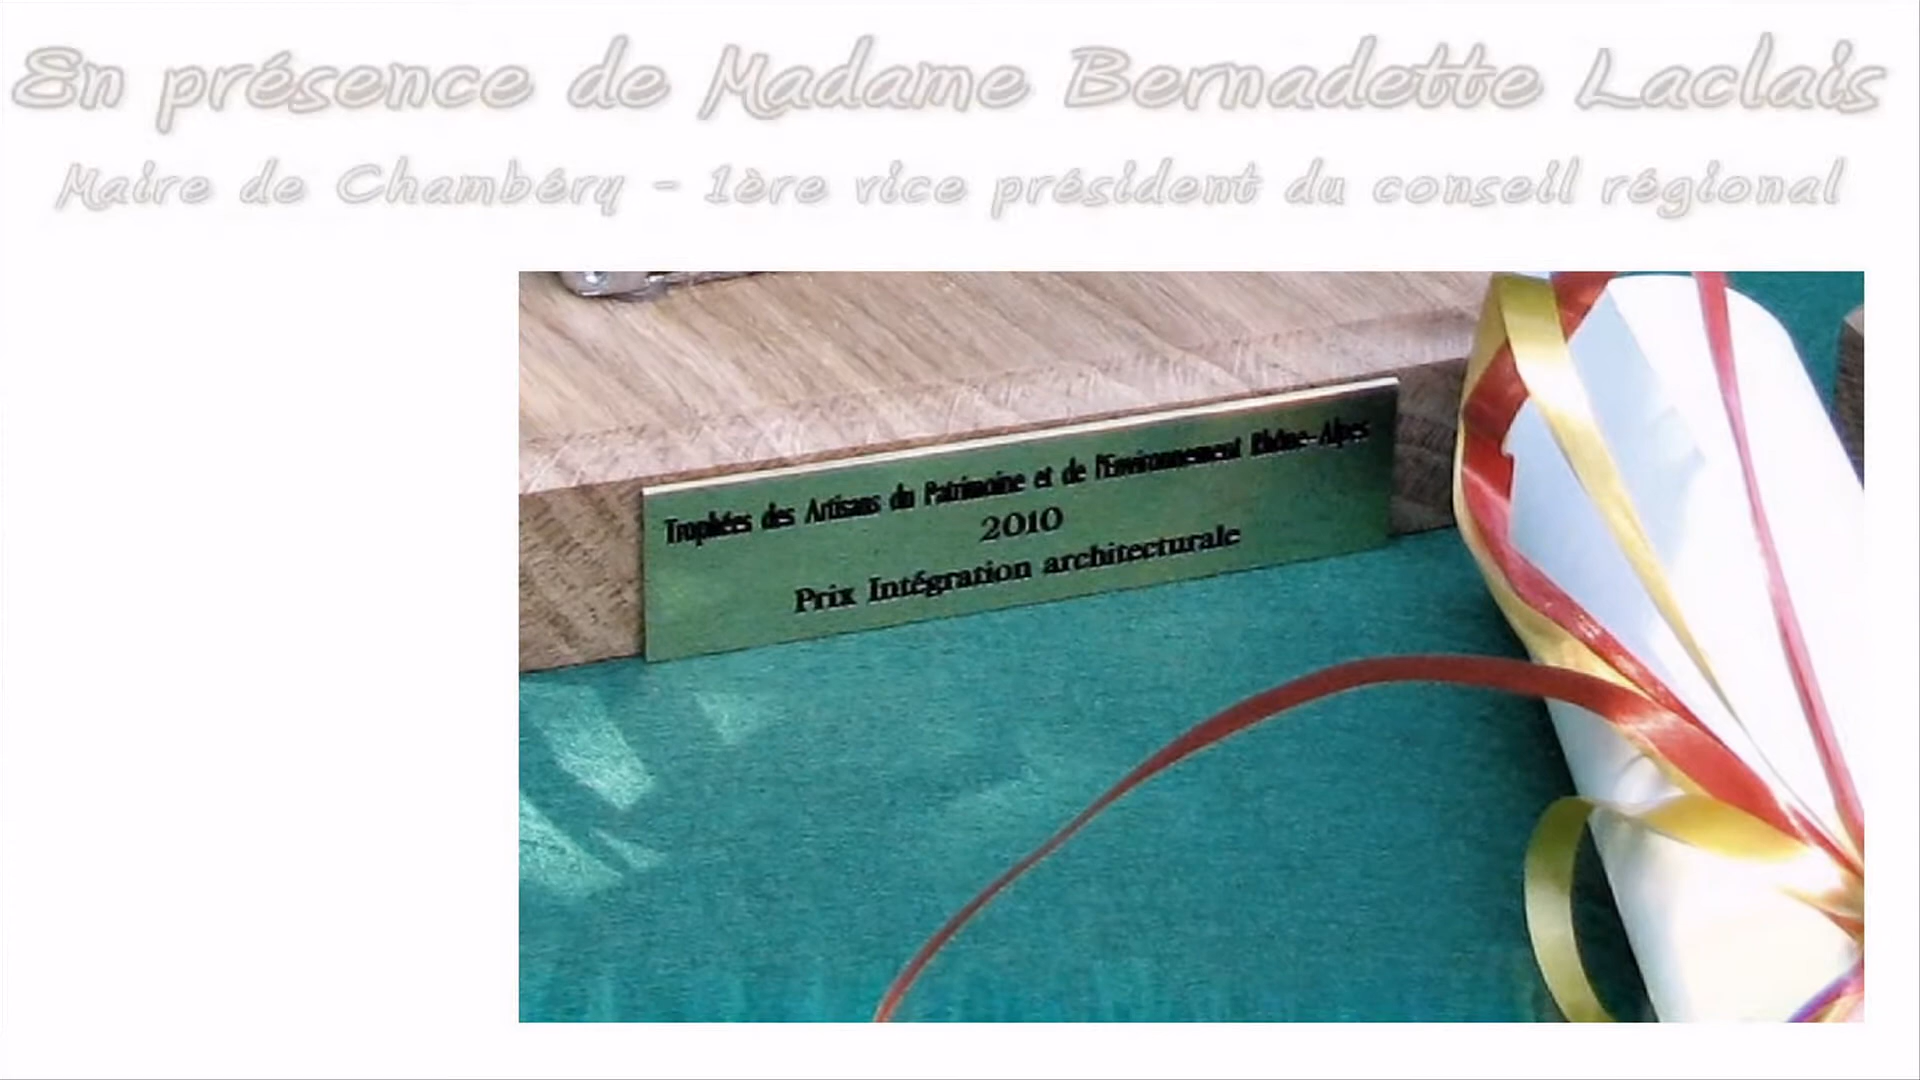 En présence de Madame Bernadette Laclais
Maire de Chambéry - 1ère vice président du conseil régional
Trophées des Artisans du Patrimoine et de l'Environnement Rhône-Alpes
2010
Prix Intégration architecturale